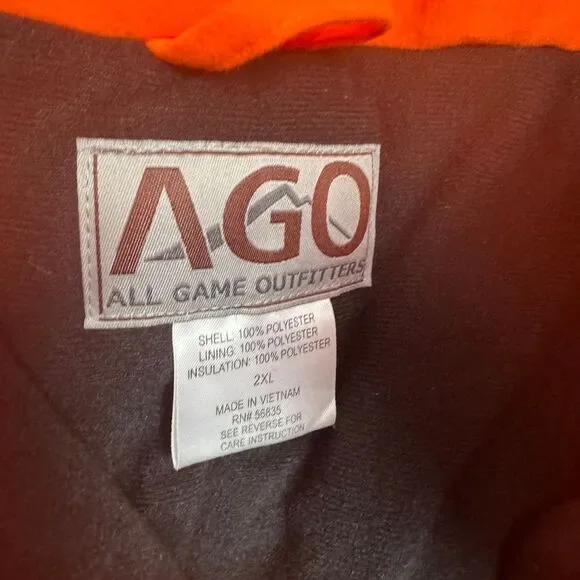 AGO
ALL GAME OUTFITTERS
SHELL: 100% POLYESTER
LINING: 100% POLYESTER
INSULATION: 100% POLYESTER
2XL
MADE IN VIETNAM
RN# 56835
SEE REVERSE FOR
CARE INSTRUCTION